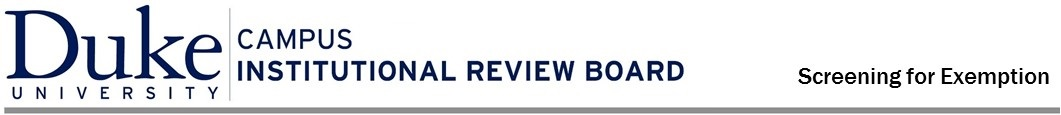 Duke
UNIVERSITY
CAMPUS
INSTITUTIONAL REVIEW BOARD
Screening for Exemption